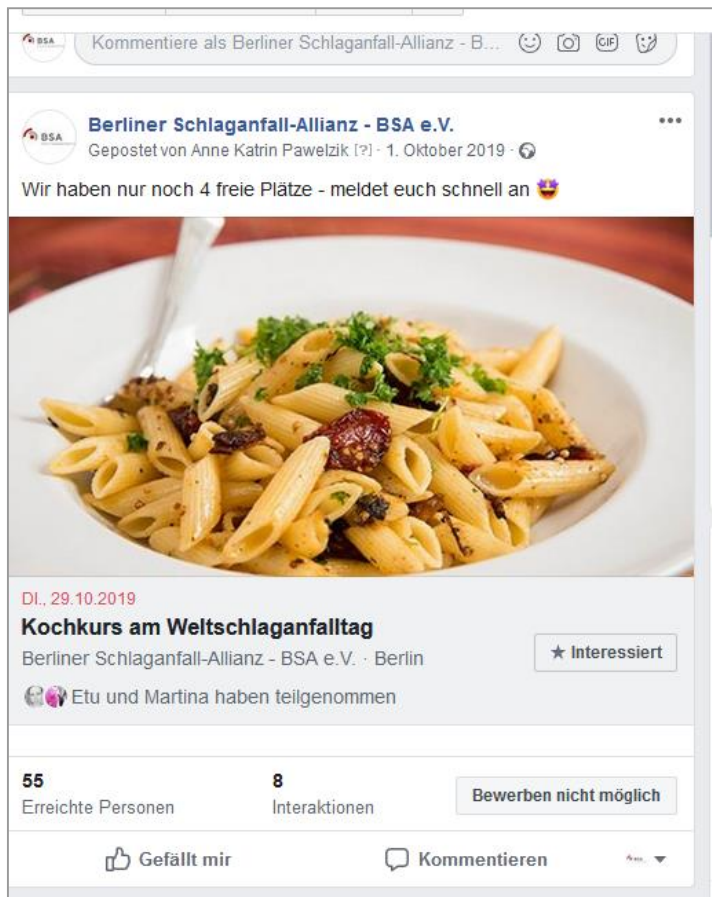 BSA
Kommentiere als Berliner Schlaganfall-Allianz - B...
GIF
BSA
Berliner Schlaganfall-Allianz - BSA e.V.
Gepostet von Anne Katrin Pawelzik [?] · 1. Oktober 2019 ·
Wir haben nur noch 4 freie Plätze - meldet euch schnell an 🤩
DI., 29.10.2019
Kochkurs am Weltschlaganfalltag
Berliner Schlaganfall-Allianz - BSA e.V. · Berlin
★ Interessiert
Etu und Martina haben teilgenommen
55
Erreichte Personen
8
Interaktionen
Bewerben nicht möglich
Gefällt mir
Kommentieren